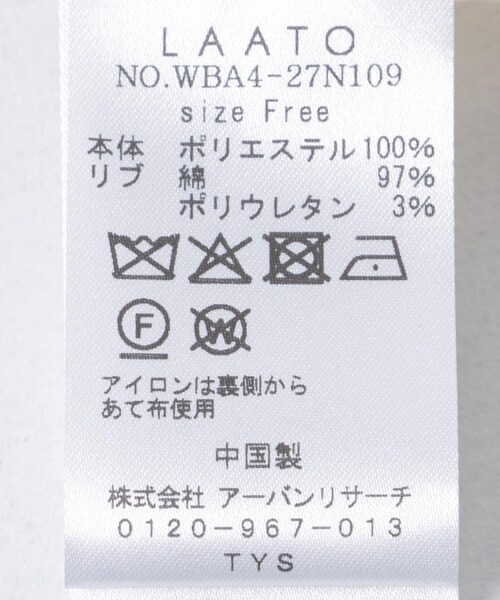 LAATO
NO.WBA4-27N109
size Free
本体 ポリエステル 100%
リブ 綿 97%
ポリウレタン 3%
F
W
アイロンは裏側から
あて布使用
中国製
株式会社 アーバンリサーチ
0120-967-013
TYS